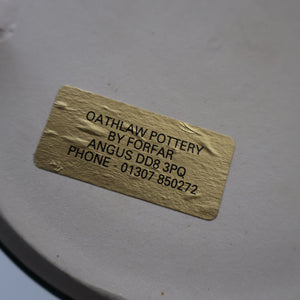 OATHLAW POTTERY
BY FORFAR
ANGUS DD8 3PQ
PHONE - 01307 850272